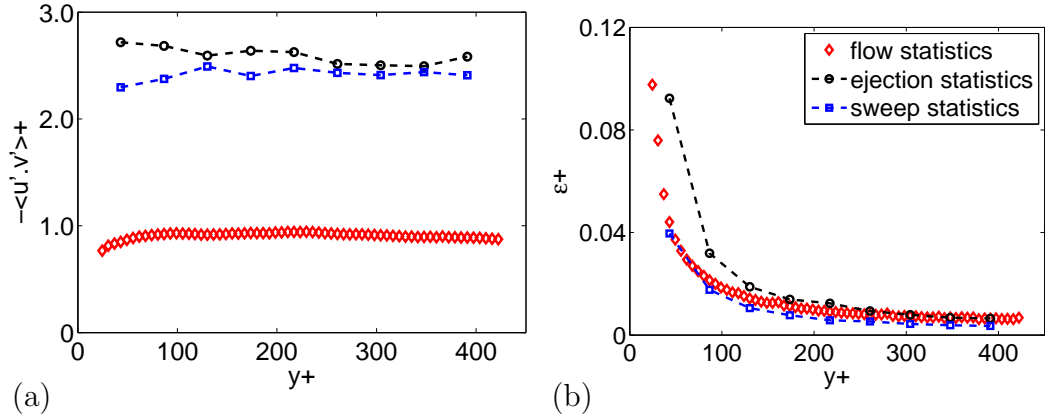 3.0
2.0
1.0
0
0
100
200
300
400
y+
−<u'.v'>+
(a)
0.12
0.08
0.04
0
0
100
200
300
400
y+
ε+
flow statistics
ejection statistics
sweep statistics
(b)